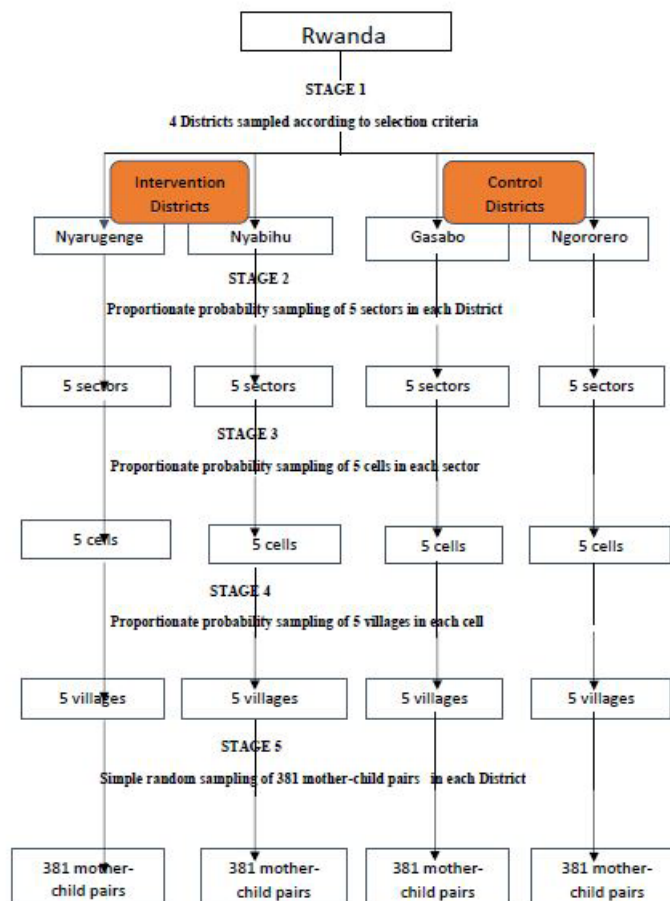 Rwanda
STAGE 1
4 Districts sampled according to selection criteria
Intervention
Districts
Control
Districts
Nyarugenge
Nyabihu
Gasabo
Ngororero
STAGE 2
Proportionate probability sampling of 5 sectors in each District
5 sectors
5 sectors
5 sectors
5 sectors
STAGE 3
Proportionate probability sampling of 5 cells in each sector
5 cells
5 cells
5 cells
5 cells
STAGE 4
Proportionate probability sampling of 5 villages in each cell
5 villages
5 villages
5 villages
5 villages
STAGE 5
Simple random sampling of 381 mother-child pairs in each District
381 mother-
child pairs
381 mother-
child pairs
381 mother-
child pairs
381 mother-
child pairs